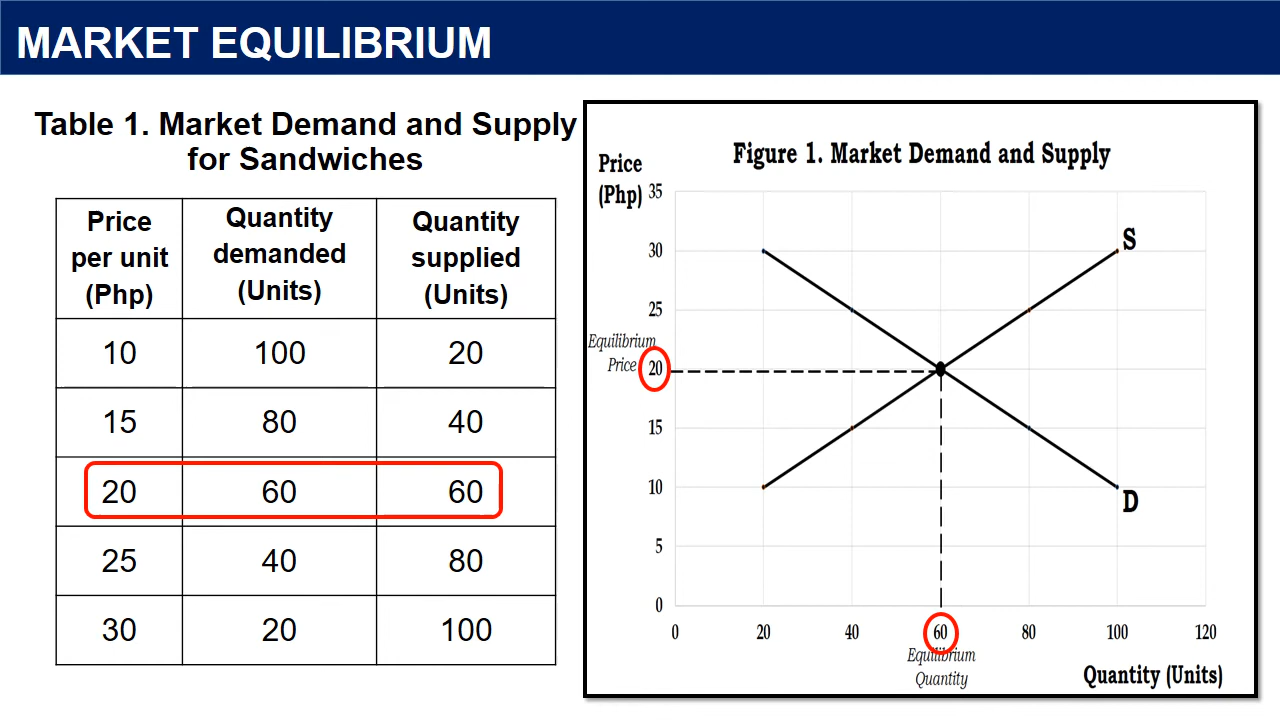 MARKET EQUILIBRIUM
Table 1. Market Demand and Supply
for Sandwiches
Price
per unit
(Php)
Quantity
demanded
(Units)
Quantity
supplied
(Units)
10 100 20
15 80 40
20 60 60
25 40 80
30 20 100
Figure 1. Market Demand and Supply
Price
(Php)
35
30
25
Equilibrium
Price
20
15
10
5
0
S
D
0 20 40 60 80 100 120
Equilibrium
Quantity
Quantity (Units)